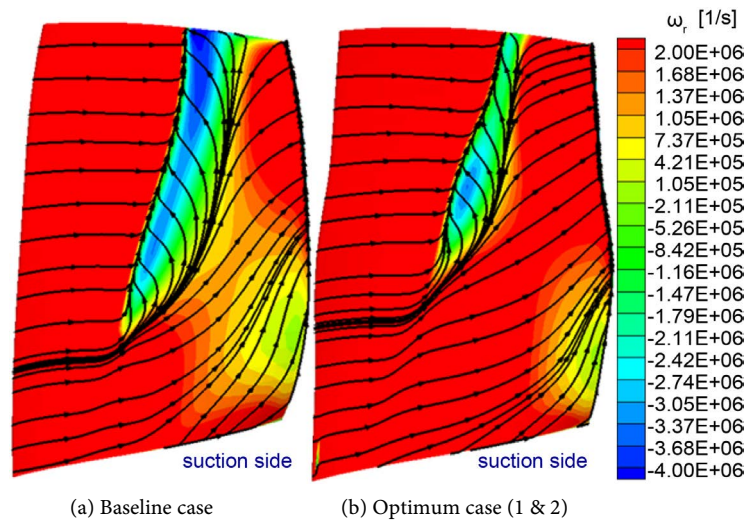 ωr [1/s]
2.00E+06
1.68E+06
1.37E+06
1.05E+06
7.37E+05
4.21E+05
1.05E+05
-2.11E+05
-5.26E+05
-8.42E+05
-1.16E+06
-1.47E+06
-1.79E+06
-2.11E+06
-2.42E+06
-2.74E+06
-3.05E+06
-3.37E+06
-3.68E+06
-4.00E+06
suction side suction side
(a) Baseline case (b) Optimum case (1 & 2)